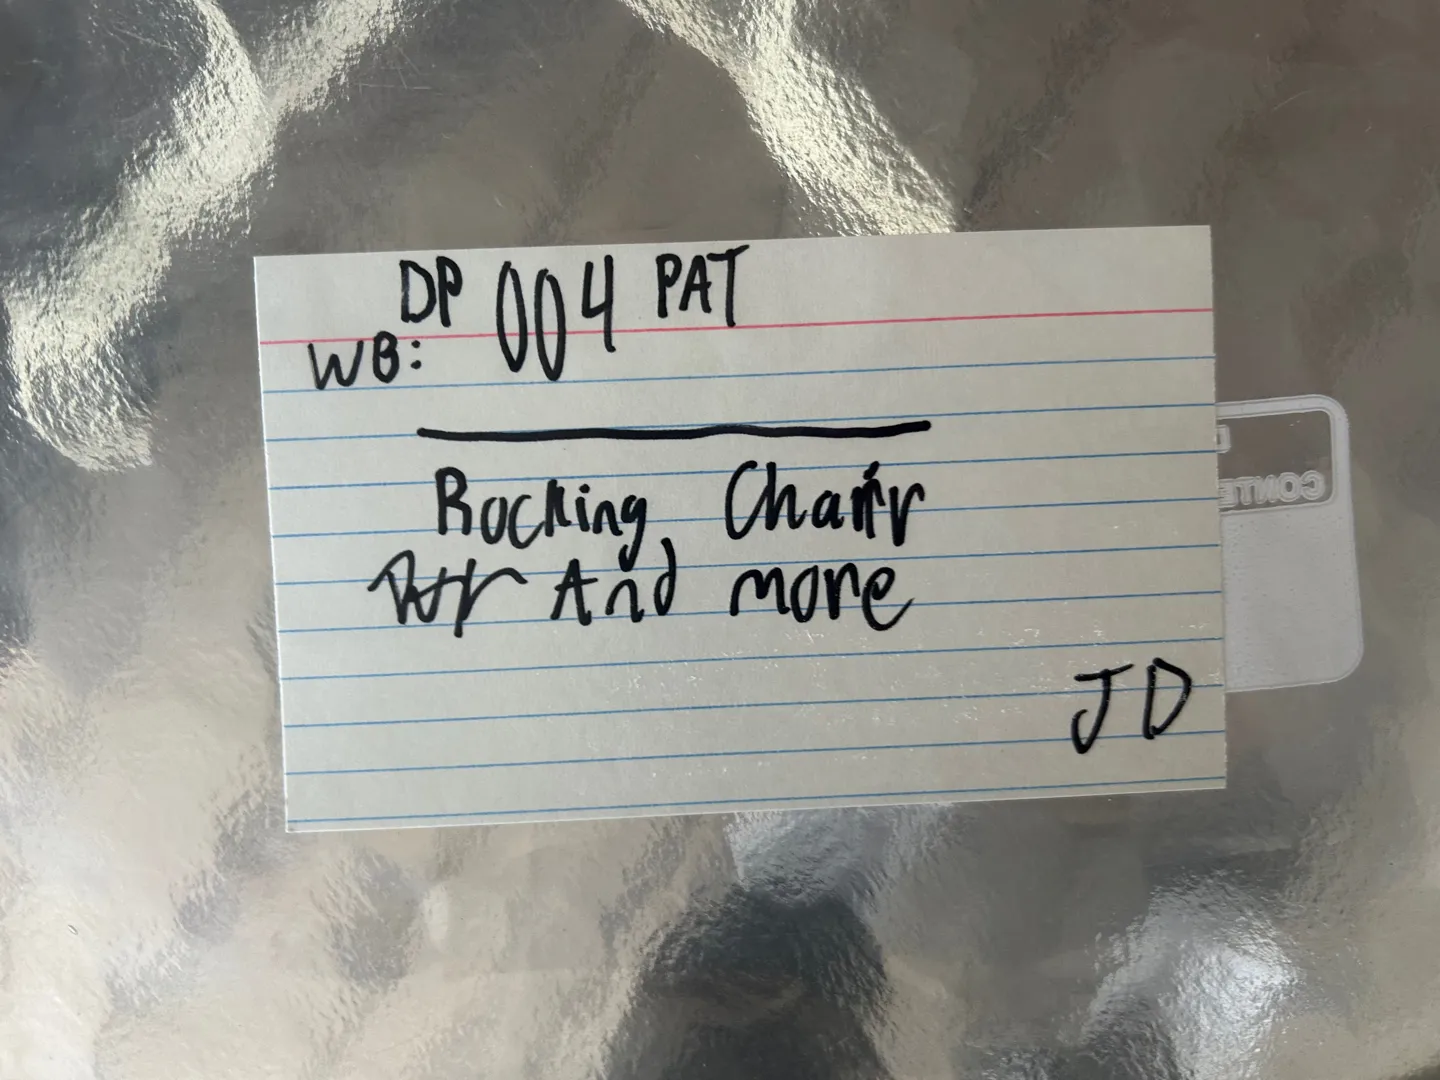 DP 004 PAT
WB:
Rocking Chair
And more
JD